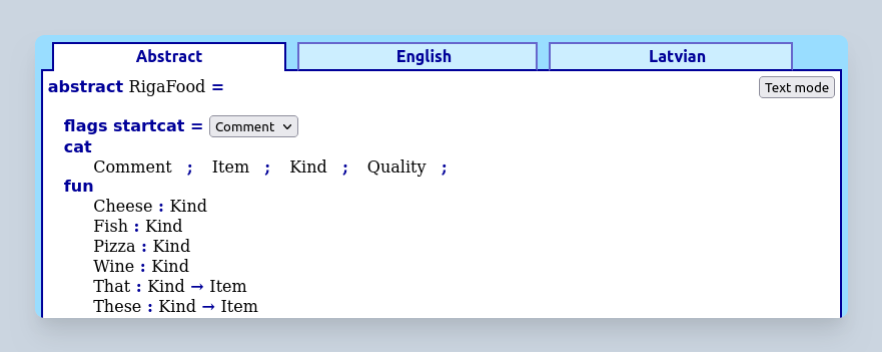 Abstract English Latvian
abstract RigaFood =
Text mode
flags startcat = Comment
cat
Comment ; Item ; Kind ; Quality ;
fun
Cheese : Kind
Fish : Kind
Pizza : Kind
Wine : Kind
That : Kind → Item
These : Kind → Item